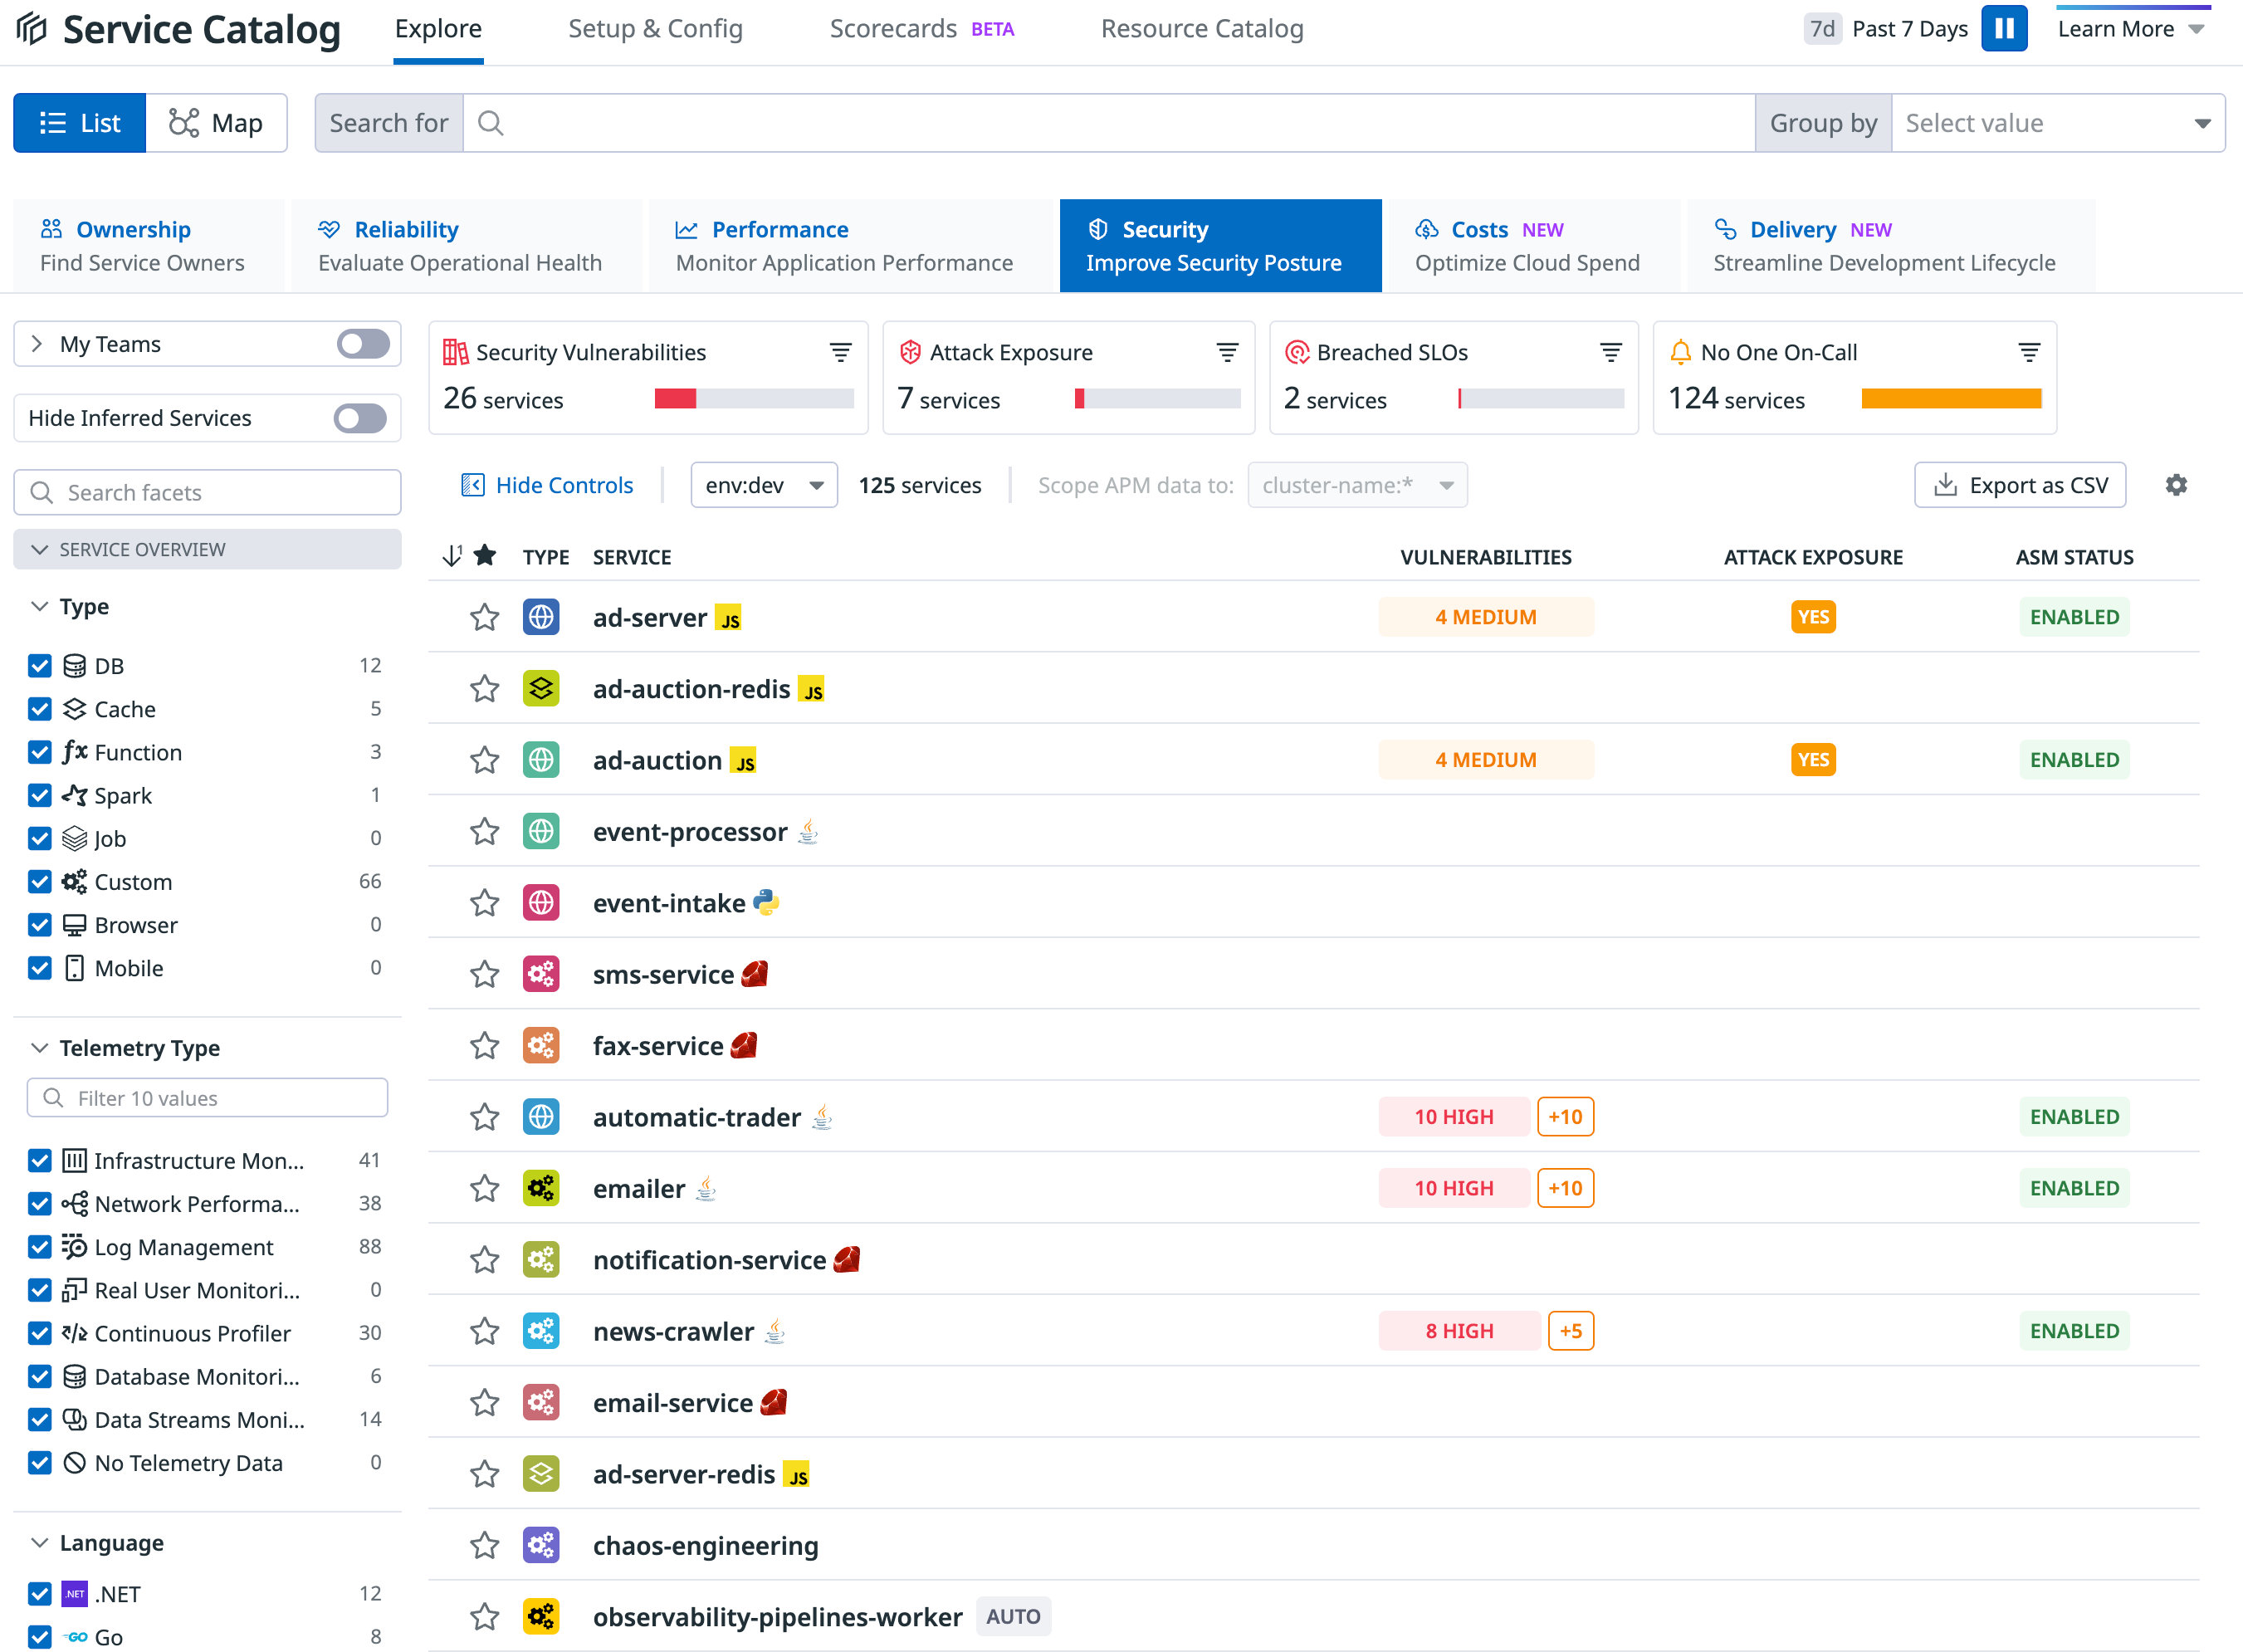 Service Catalog
Explore
Setup & Config
Scorecards BETA
Resource Catalog
7d Past 7 Days
Learn More
List
Map
Search for
Group by
Select value
Ownership
Find Service Owners
Reliability
Evaluate Operational Health
Performance
Monitor Application Performance
Security
Improve Security Posture
Costs NEW
Optimize Cloud Spend
Delivery NEW
Streamline Development Lifecycle
My Teams
Hide Inferred Services
Search facets
SERVICE OVERVIEW
Type
DB 12
Cache 5
Function 3
Spark 1
Job 0
Custom 66
Browser 0
Mobile 0
Telemetry Type
Filter 10 values
Infrastructure Mon... 41
Network Performa... 38
Log Management 88
Real User Monitori... 0
Continuous Profiler 30
Database Monitori... 6
Data Streams Moni... 14
No Telemetry Data 0
Language
.NET .NET 12
GO Go 8
Security Vulnerabilities
26 services
Attack Exposure
7 services
Breached SLOs
2 services
No One On-Call
124 services
Hide Controls
env:dev
125 services
Scope APM data to:
cluster-name:*
Export as CSV
1 TYPE SERVICE VULNERABILITIES ATTACK EXPOSURE ASM STATUS
ad-server JS 4 MEDIUM YES ENABLED
ad-auction-redis JS
ad-auction JS 4 MEDIUM YES ENABLED
event-processor
event-intake
sms-service
fax-service
automatic-trader 10 HIGH +10 ENABLED
emailer 10 HIGH +10 ENABLED
notification-service
news-crawler 8 HIGH +5 ENABLED
email-service
ad-server-redis JS
chaos-engineering
observability-pipelines-worker AUTO